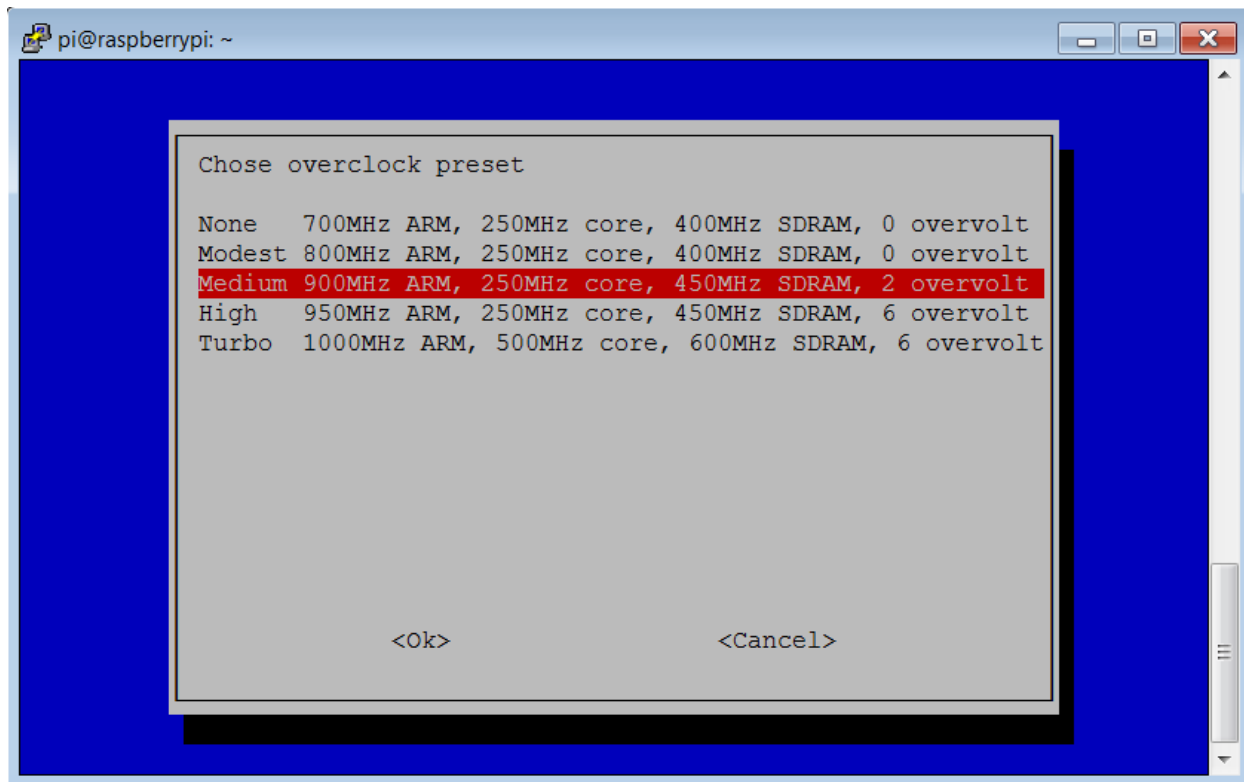 pi@raspberrypi: ~
Chose overclock preset
None   700MHz ARM, 250MHz core, 400MHz SDRAM, 0 overvolt
Modest 800MHz ARM, 250MHz core, 400MHz SDRAM, 0 overvolt
Medium 900MHz ARM, 250MHz core, 450MHz SDRAM, 2 overvolt
High   950MHz ARM, 250MHz core, 450MHz SDRAM, 6 overvolt
Turbo  1000MHz ARM, 500MHz core, 600MHz SDRAM, 6 overvolt
<Ok>                  <Cancel>